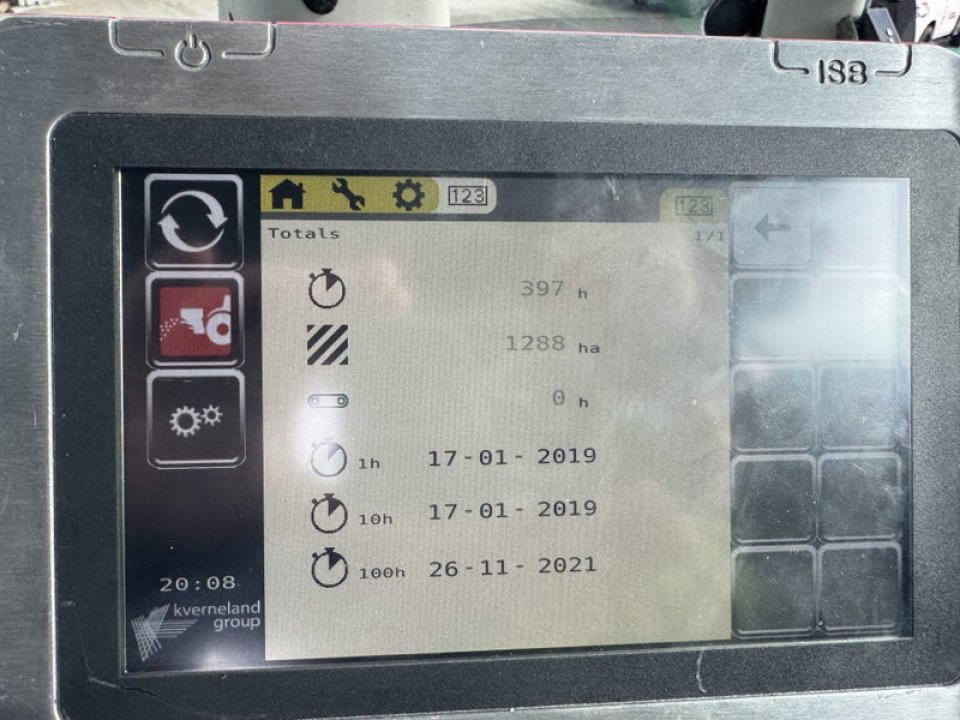 ISB
123
123
Totals
1/1
397 h
1288 ha
0 h
1h 17-01-2019
10h 17-01-2019
100h 26-11-2021
20:08
kverneland
group